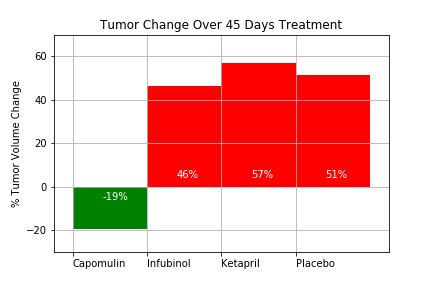 Tumor Change Over 45 Days Treatment
% Tumor Volume Change
60
40
20
0
−20
-19%
46%
57%
51%
Capomulin
Infubinol
Ketapril
Placebo